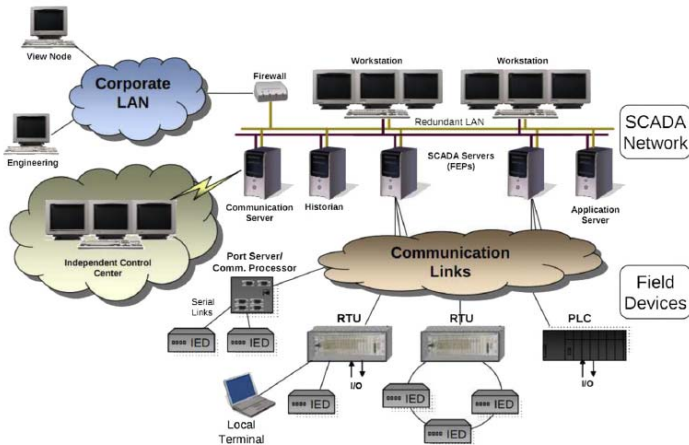 View Node
Corporate
LAN
Engineering
Firewall
Workstation
Workstation
Redundant LAN
SCADA
Network
Communication
Server
Historian
SCADA Servers
(FEPs)
Application
Server
Independent Control
Center
Port Server/
Comm. Processor
Communication
Links
Field
Devices
Serial
Links
IED
IED
RTU
RTU
PLC
I/O
I/O
Local
Terminal
IED
IED
IED
IED